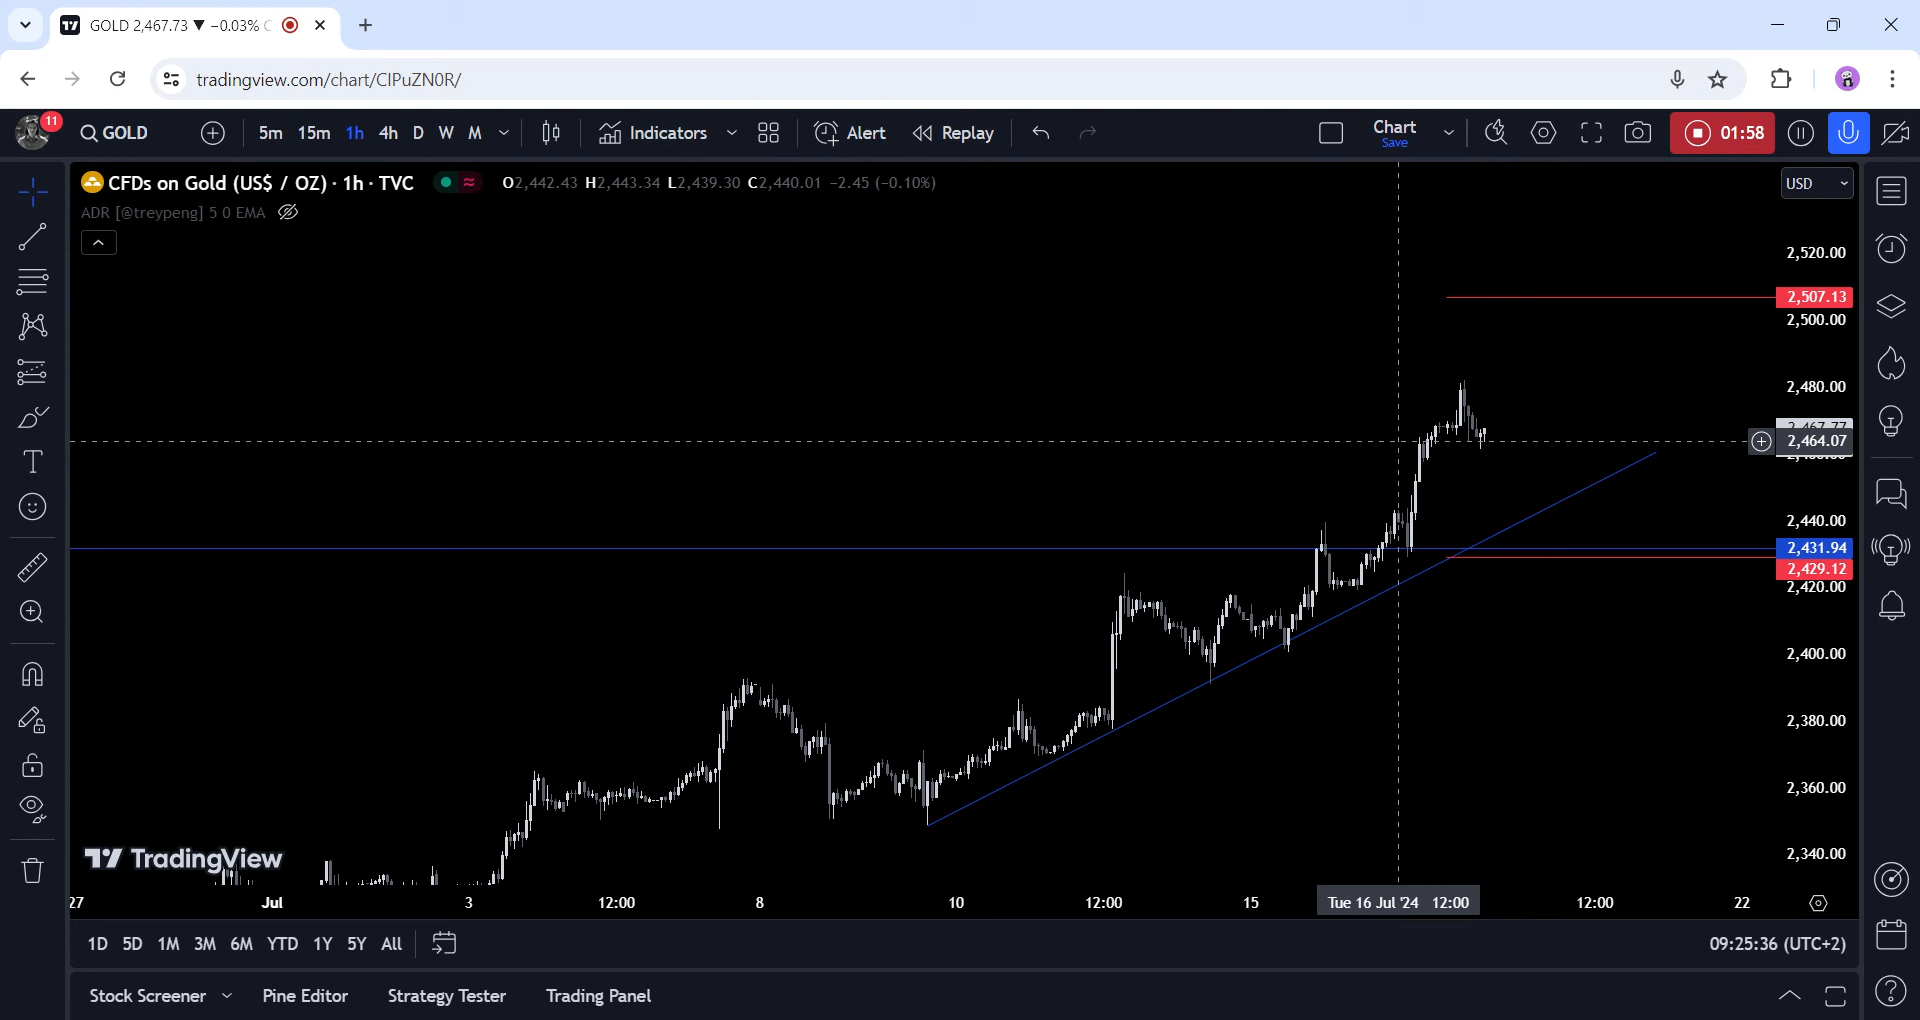 GOLD 2,467.73 ▼ −0.03%
tradingview.com/chart/CIPuZN0R/
11
GOLD
5m 15m 1h 4h D W M
Indicators
Alert
Replay
Chart
Save
01:58
CFDs on Gold (US$ / OZ) · 1h · TVC
O2,442.43 H2,443.34 L2,439.30 C2,440.01 −2.45 (−0.10%)
USD
ADR [@treypeng] 5 0 EMA
2,520.00
2,507.13
2,500.00
2,480.00
2,467.77
2,464.07
2,440.00
2,431.94
2,429.12
2,420.00
2,400.00
2,380.00
2,360.00
2,340.00
TradingView
27 Jul 3 12:00 8 10 12:00 15 Tue 16 Jul '24 12:00 12:00 22
1D 5D 1M 3M 6M YTD 1Y 5Y All
09:25:36 (UTC+2)
Stock Screener Pine Editor Strategy Tester Trading Panel